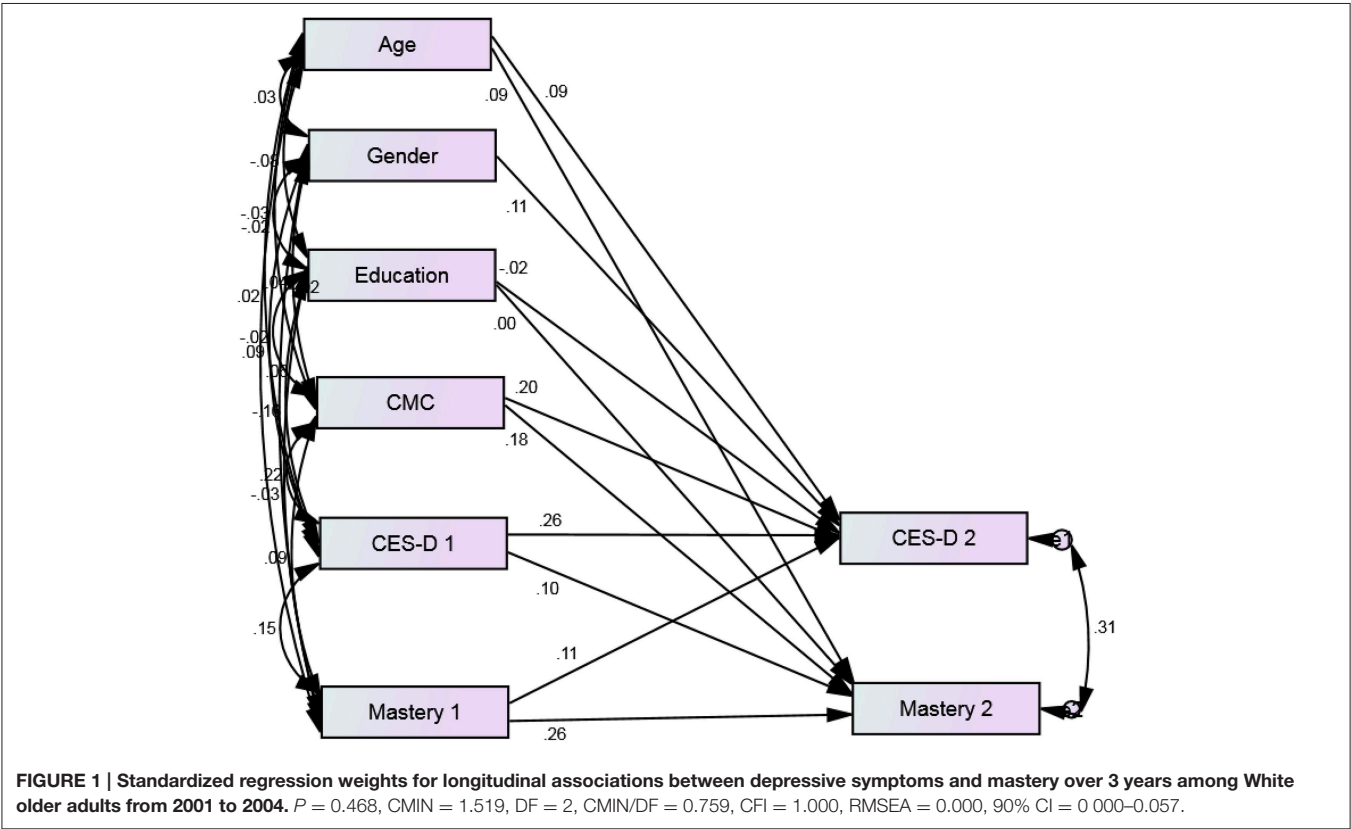 Age
.03
.09
.09
Gender
-.08
.11
-.03
-.02
Education
-.02
.02
.00
-.02
.09
CMC
.20
.18
.22
-.03
CES-D 1
.26
.09
.10
CES-D 2
.15
.11
.31
Mastery 1
.26
Mastery 2
FIGURE 1 | Standardized regression weights for longitudinal associations between depressive symptoms and mastery over 3 years among White
older adults from 2001 to 2004. P = 0.468, CMIN = 1.519, DF = 2, CMIN/DF = 0.759, CFI = 1.000, RMSEA = 0.000, 90% CI = 0 000–0.057.